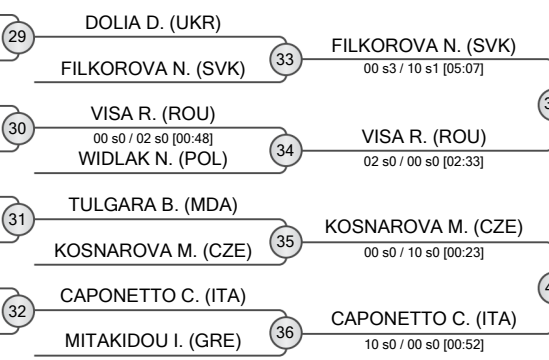 29
DOLIA D. (UKR)
FILKOROVA N. (SVK)
33
FILKOROVA N. (SVK)
00 s3 / 10 s1 [05:07]
30
VISA R. (ROU)
00 s0 / 02 s0 [00:48]
WIDLAK N. (POL)
34
VISA R. (ROU)
02 s0 / 00 s0 [02:33]
31
TULGARA B. (MDA)
KOSNAROVA M. (CZE)
35
KOSNAROVA M. (CZE)
00 s0 / 10 s0 [00:23]
32
CAPONETTO C. (ITA)
MITAKIDOU I. (GRE)
36
CAPONETTO C. (ITA)
10 s0 / 00 s0 [00:52]